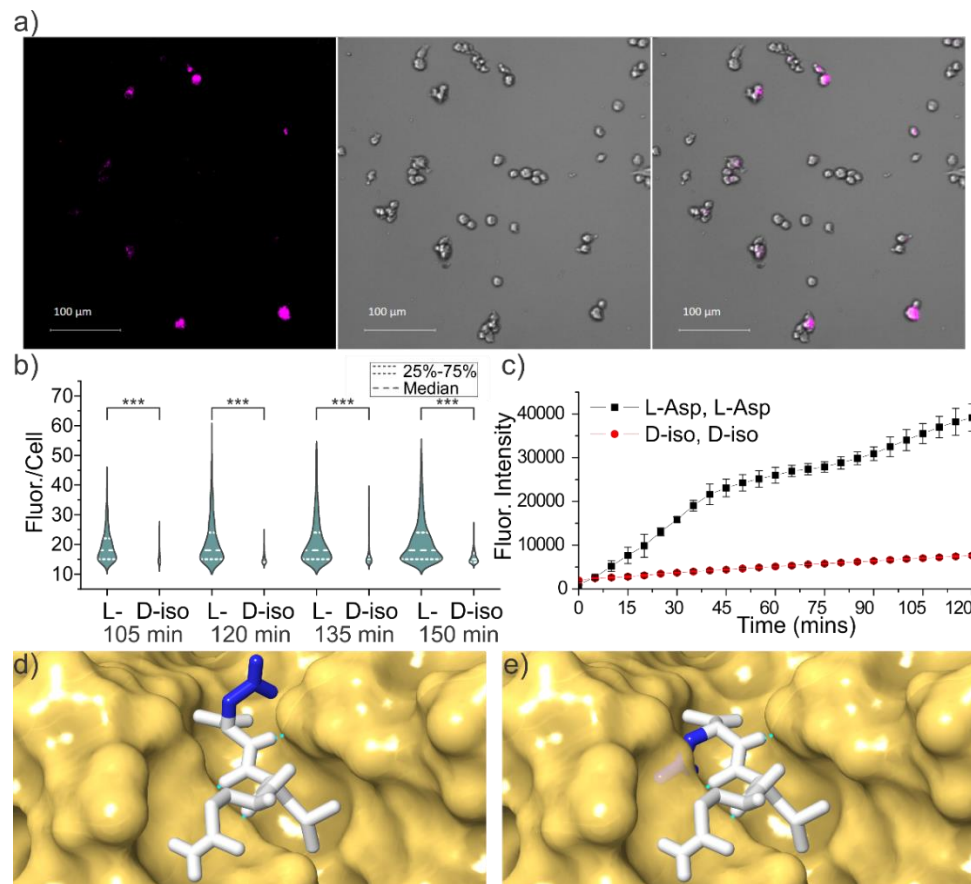 a)
100 µm
100 µm
100 µm
b)
70
60
50
40
30
20
10
Fluor./Cell
25%-75%
Median
***
***
***
***
L- D-iso
L- D-iso
L- D-iso
L- D-iso
105 min
120 min
135 min
150 min
c)
L-Asp, L-Asp
D-iso, D-iso
40000
30000
20000
10000
0
Fluor. Intensity
0 15 30 45 60 75 90 105 120
Time (mins)
d)
e)